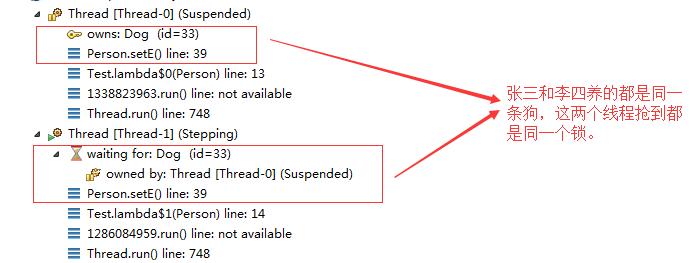 Thread [Thread-0] (Suspended)
owns: Dog (id=33)
Person.setE() line: 39
Test.lambda$0(Person) line: 13
1338823963.run() line: not available
Thread.run() line: 748
Thread [Thread-1] (Stepping)
waiting for: Dog (id=33)
owned by: Thread [Thread-0] (Suspended)
Person.setE() line: 39
Test.lambda$1(Person) line: 14
1286084959.run() line: not available
Thread.run() line: 748
张三和李四养的都是同一
条狗，这两个线程抢到都
是同一个锁。